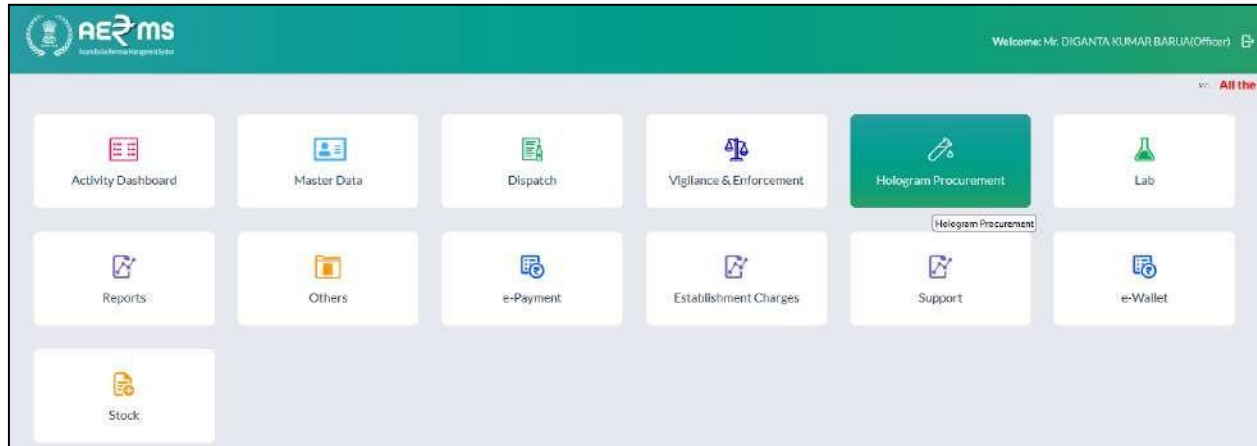 AERMS
Welcome: Mr. DIGANTA KUMAR BARUA(Officer)
All the
Activity Dashboard
Master Data
Dispatch
Vigilance & Enforcement
Hologram Procurement
Lab
Hologram Procurement
Reports
Others
e-Payment
Establishment Charges
Support
e-Wallet
Stock